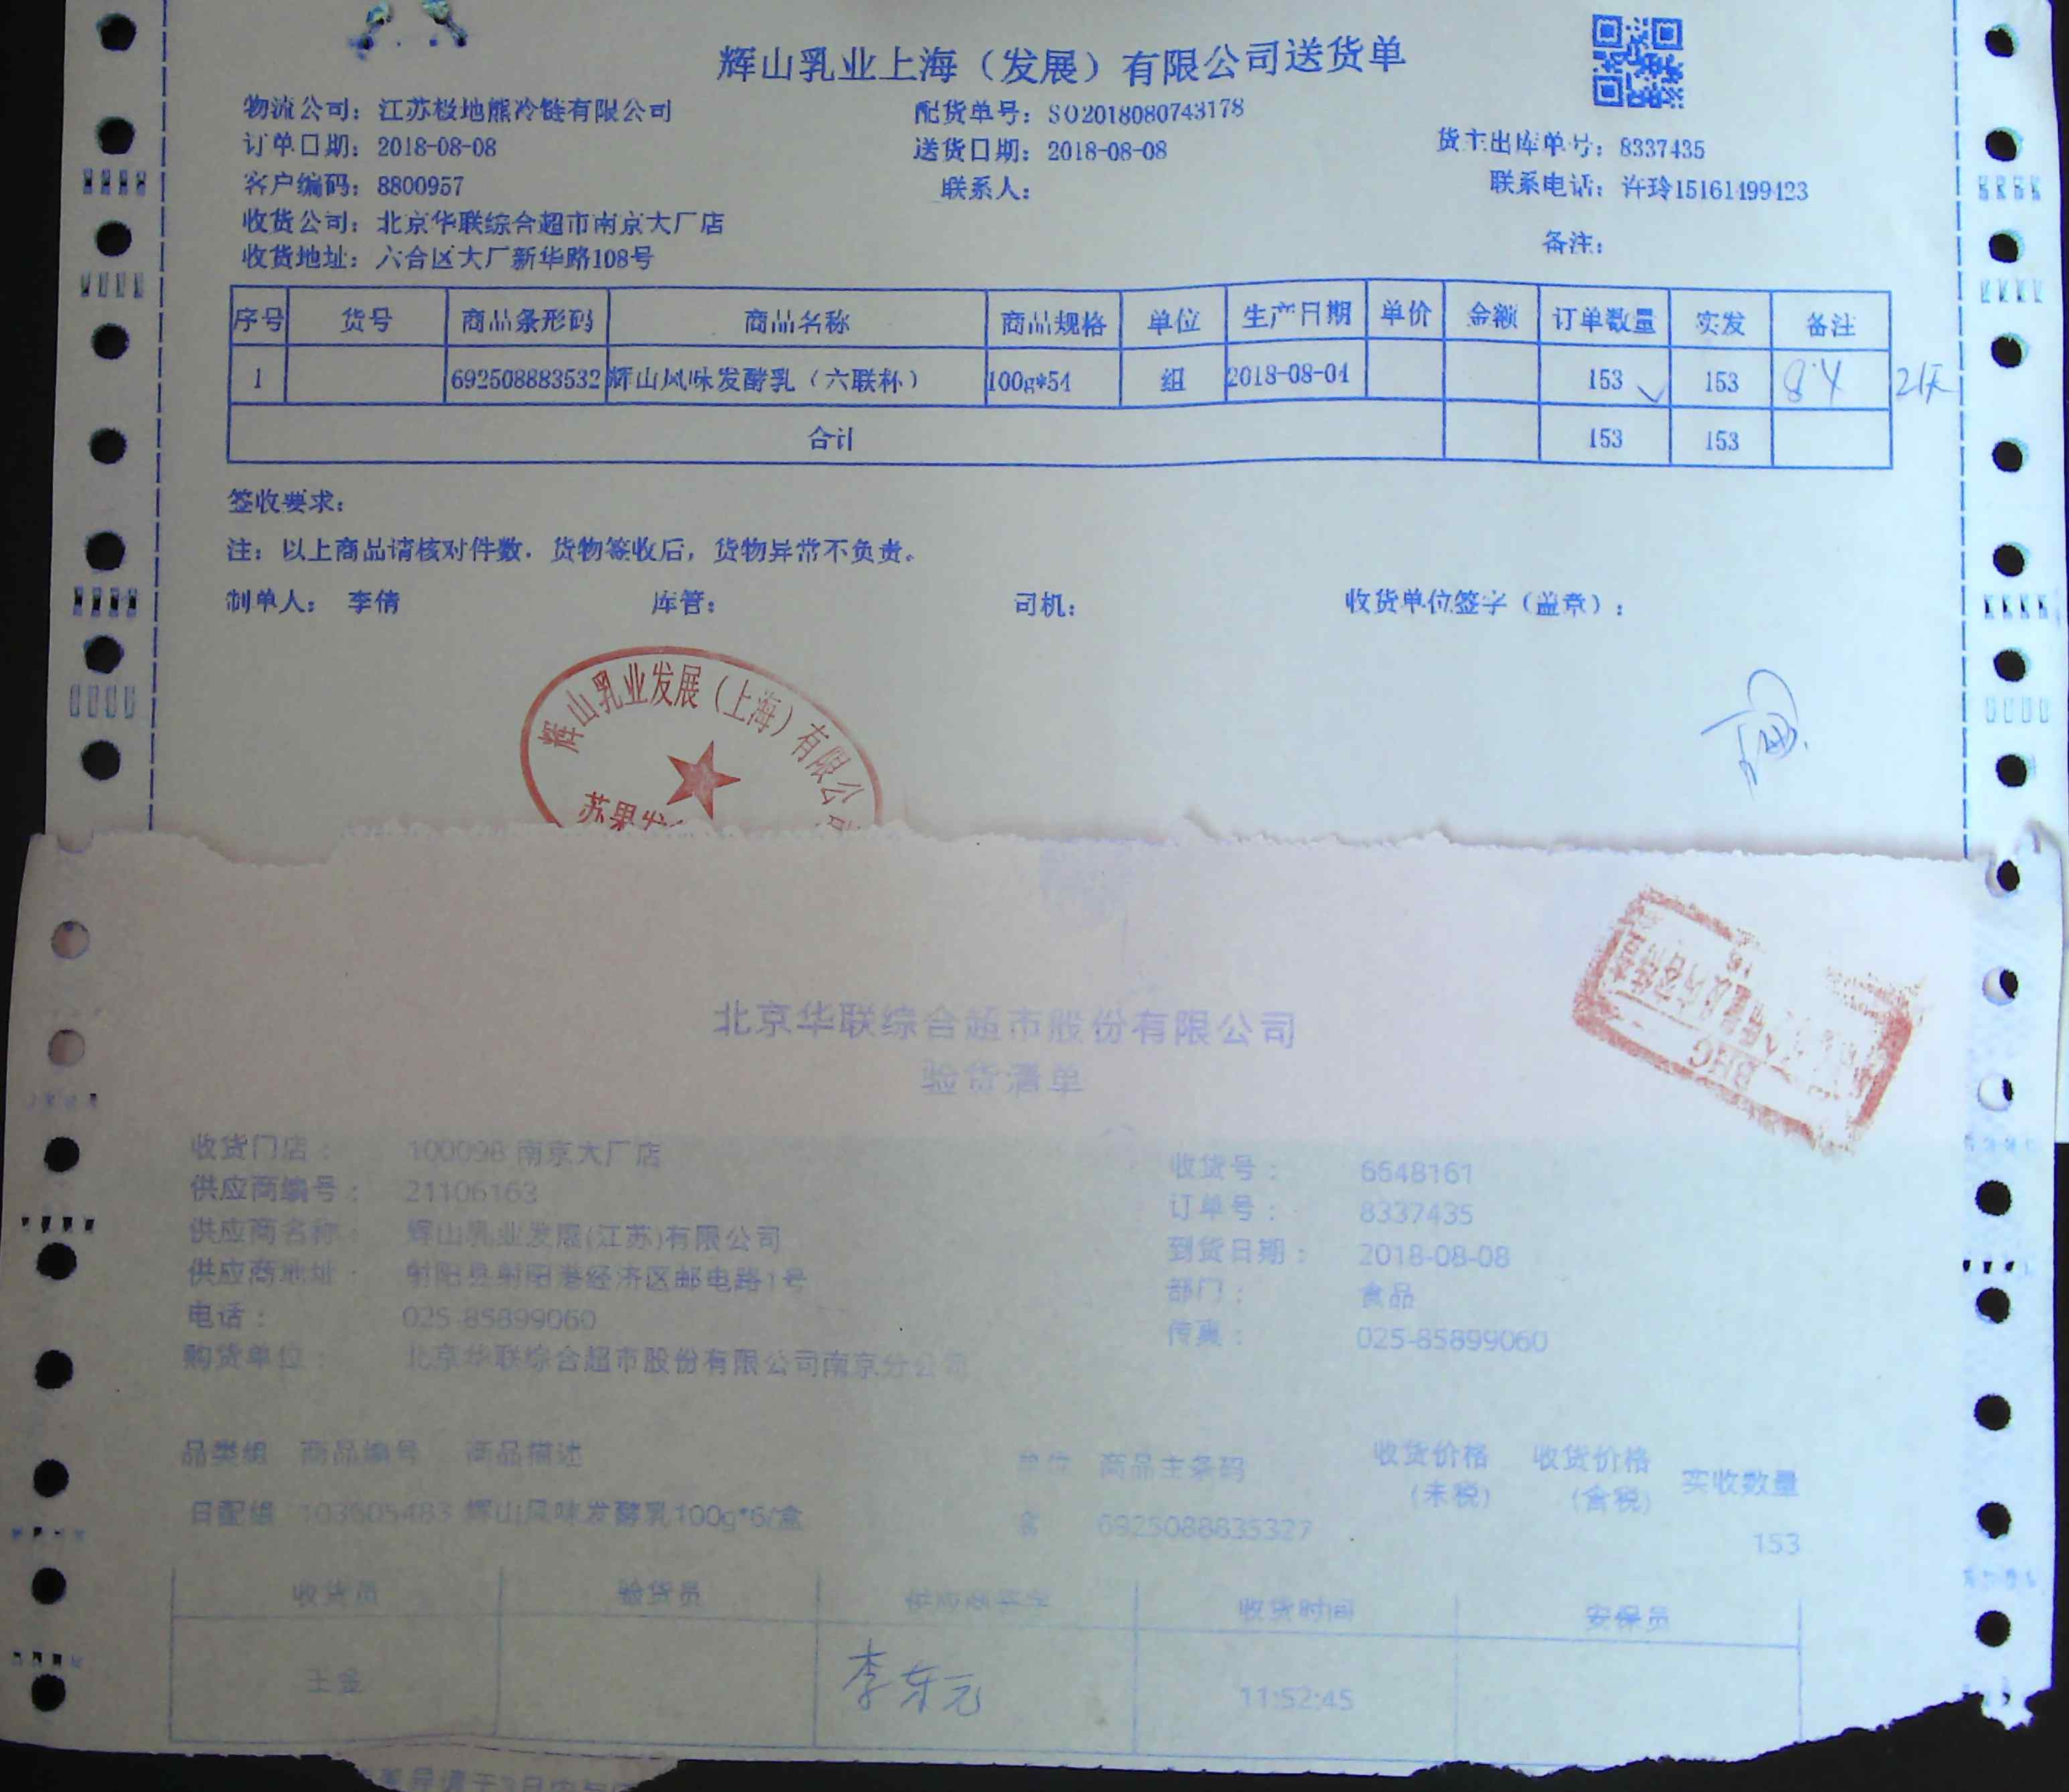 辉山乳业上海（发展）有限公司送货单
物流公司：江苏极地熊冷链有限公司 配货单号：SO2018080743178
订单日期：2018-08-08 送货日期：2018-08-08 货主出库单号：8337435
客户编码：8800957 联系人： 联系电话：许玲15161499423
收货公司：北京华联综合超市南京大厂店
收货地址：六合区大厂新华路108号 备注：
序号 货号 商品条形码 商品名称 商品规格 单位 生产日期 单价 金额 订单数量 实发 备注
1 692508883532 辉山风味发酵乳（六联杯） 100g*54 组 2018-08-04 153 153 8.4 21天
合计 153 153
签收要求：
注：以上商品请核对件数．货物签收后，货物异常不负责。
制单人： 李倩 库管： 司机： 收货单位签字（盖章）：
辉山乳业发展（上海）有限公
苏果发
BHG
北京华联综合超市股份有限公司
验货清单
收货门店： 100098 南京大厂店 收货号： 6648161
供应商编号： 21106163 订单号： 8337435
供应商名称： 辉山乳业发展(江苏)有限公司 到货日期： 2018-08-08
供应商地址： 射阳县射阳港经济区邮电路1号 部门： 食品
电话： 025-85899060 传真： 025-85899060
购货单位： 北京华联综合超市股份有限公司南京分公司
品类组 商品编号 商品描述 单位 商品主条码 收货价格(未税) 收货价格(含税) 实收数量
日配组 103605483 辉山风味发酵乳100g*6/盒 盒 6925088835327 153
收货员 验货员 供应商签字 收货时间 安保员
王金 李东元 11:52:45